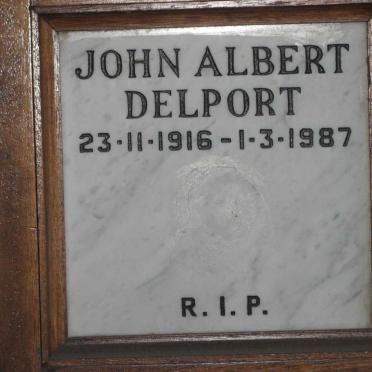 JOHN ALBERT
DELPORT
23·11·1916-1·3·1987
R. I. P.